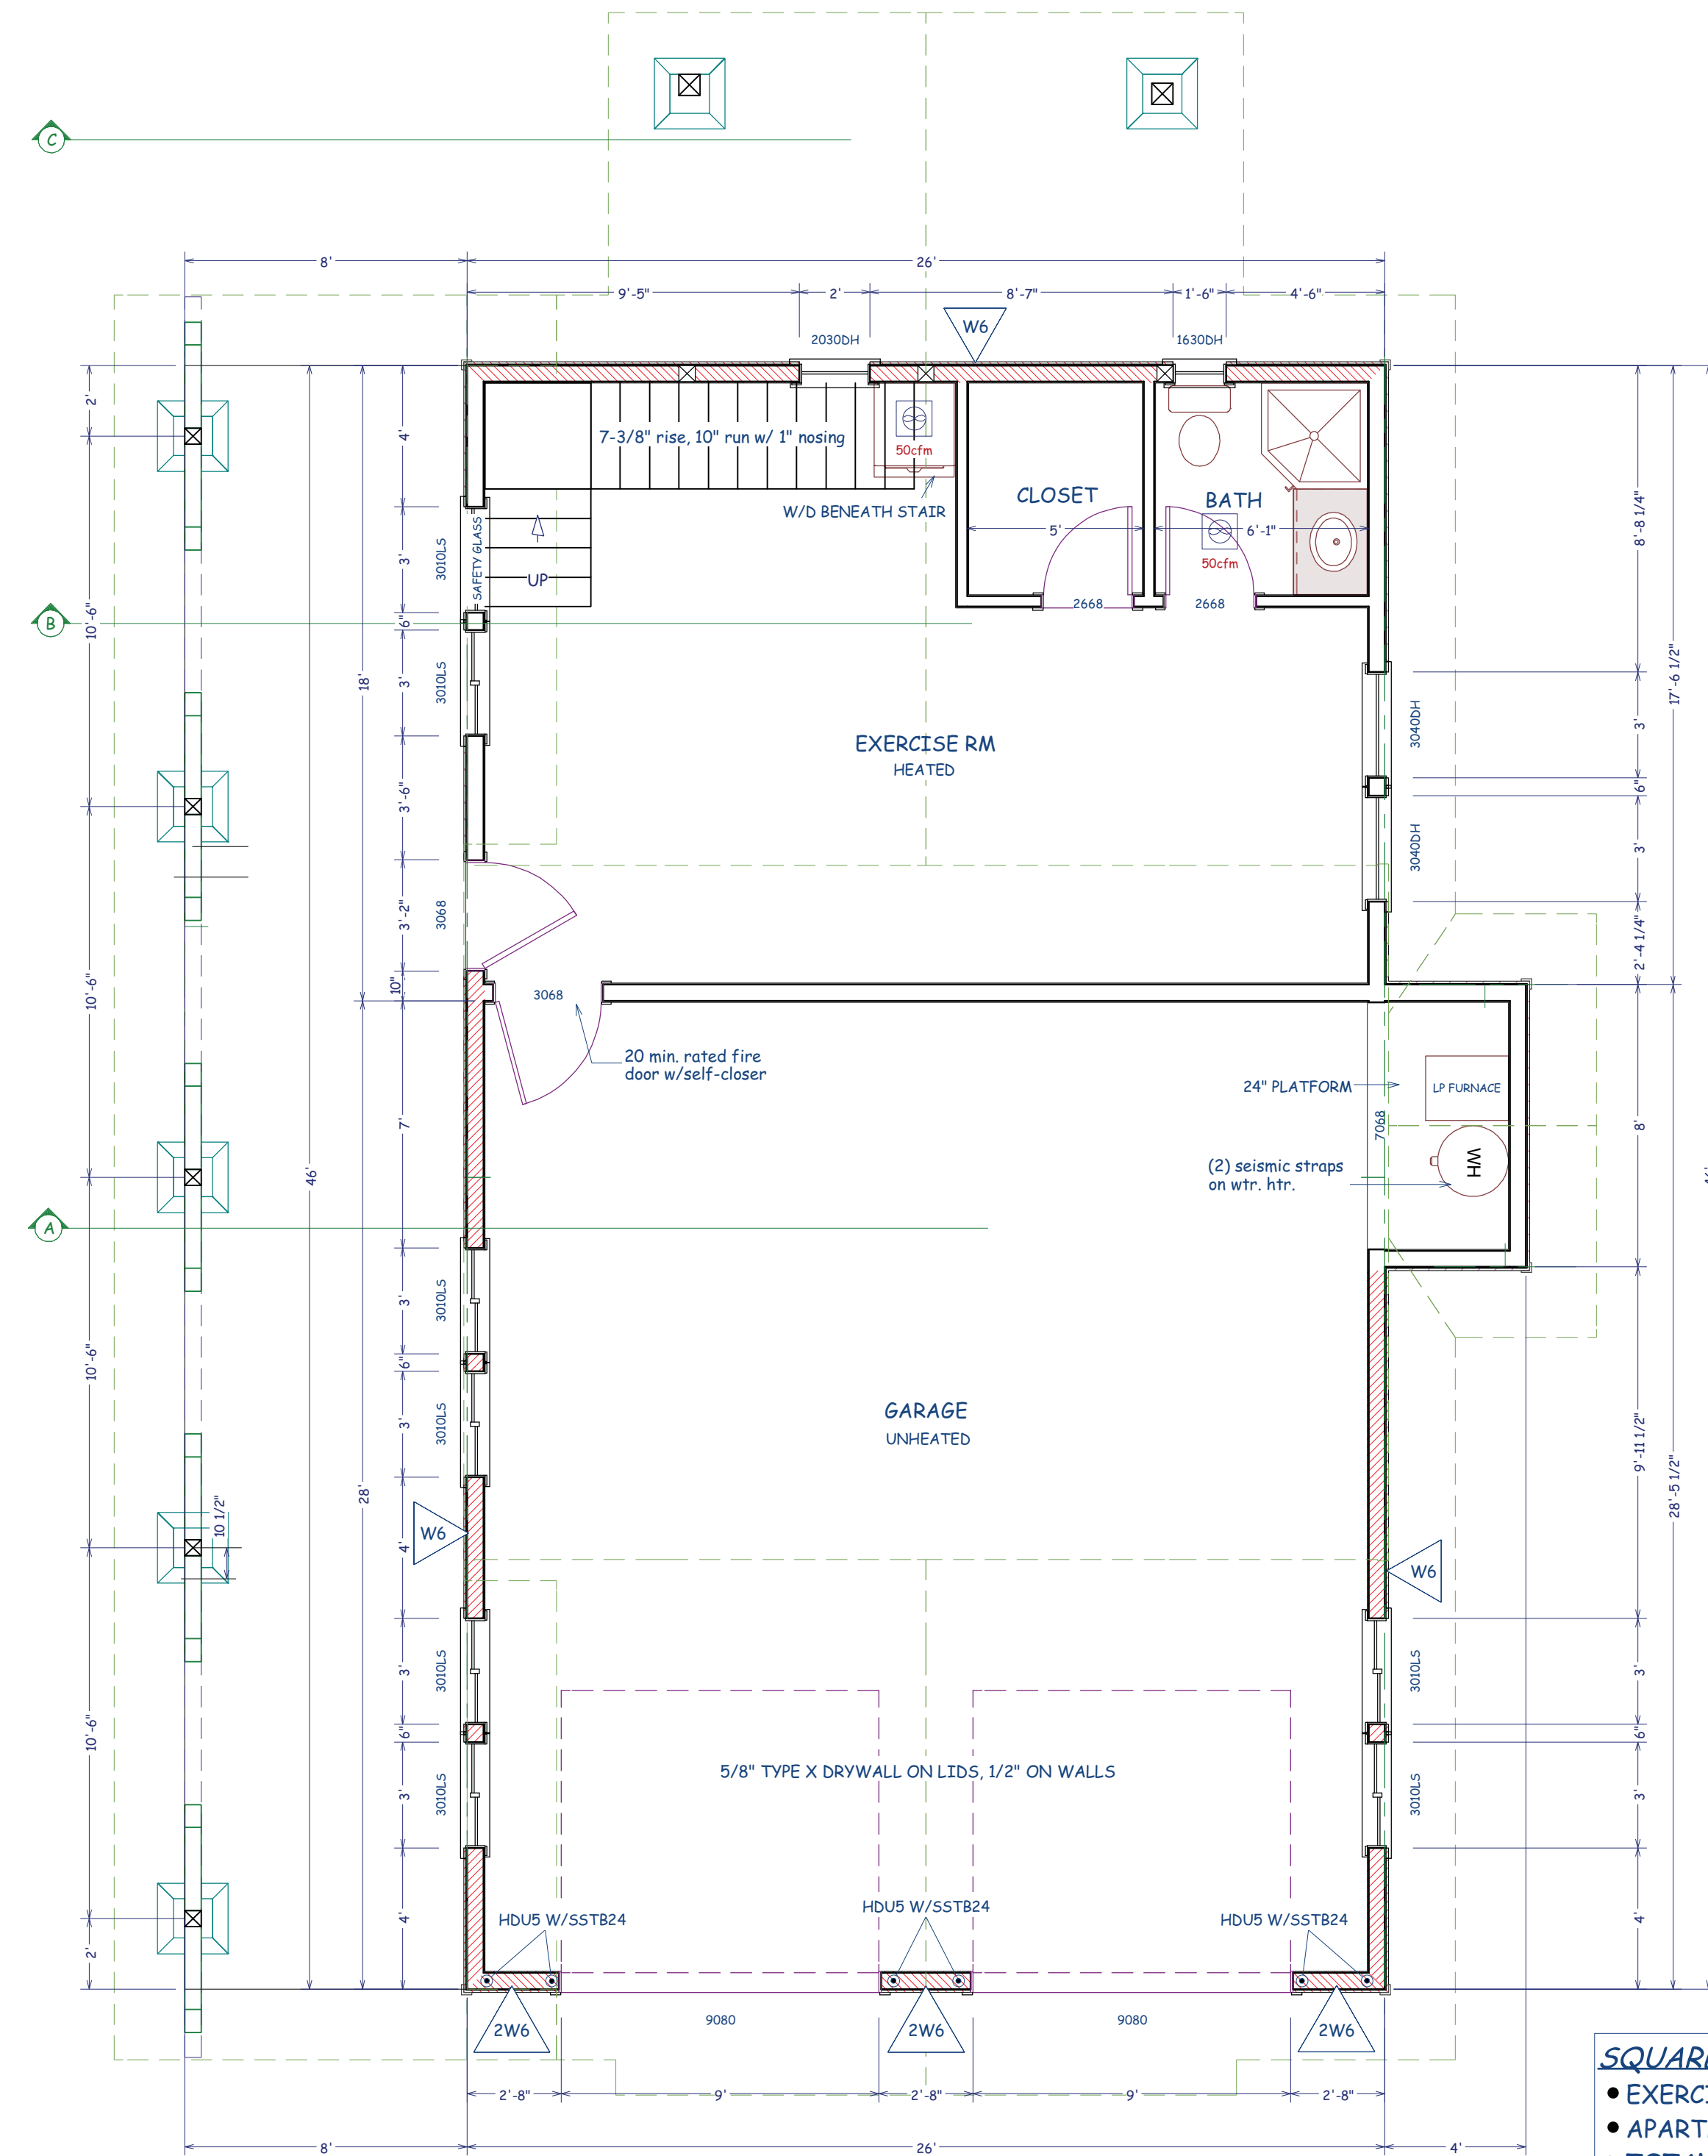 C
8'
26'
9'-5"
2'
8'-7"
1'-6"
4'-6"
W6
2030DH
1630DH
2'
4'
7-3/8" rise, 10" run w/ 1" nosing
50cfm
W/D BENEATH STAIR
CLOSET
BATH
5'
6'-1"
50cfm
8'-8 1/4"
17'-6 1/2"
3'
3010LS
SAFETY GLASS
UP
2668
2668
B
10'-6"
6"
18'
3'
3010LS
EXERCISE RM
HEATED
3040DH
3'
6"
3'-6"
3040DH
3'
3'-2"
3068
2'-4 1/4"
10"
3068
10'-6"
20 min. rated fire
door w/self-closer
24" PLATFORM
LP FURNACE
7068
8'
7'
46'
(2) seismic straps
on wtr. htr.
WH
A
3'
3010LS
6"
10'-6"
3'
3010LS
GARAGE
UNHEATED
9'-11 1/2"
28'
28'-5 1/2"
10 1/2"
W6
4'
W6
3'
3010LS
3010LS
3'
10'-6"
6"
6"
5/8" TYPE X DRYWALL ON LIDS, 1/2" ON WALLS
3'
3010LS
3010LS
3'
HDU5 W/SSTB24
HDU5 W/SSTB24
HDU5 W/SSTB24
4'
4'
2'
2W6
9080
2W6
9080
2W6
2'-8"
9'
2'-8"
9'
2'-8"
8'
26'
4'
• EXERC
• APART